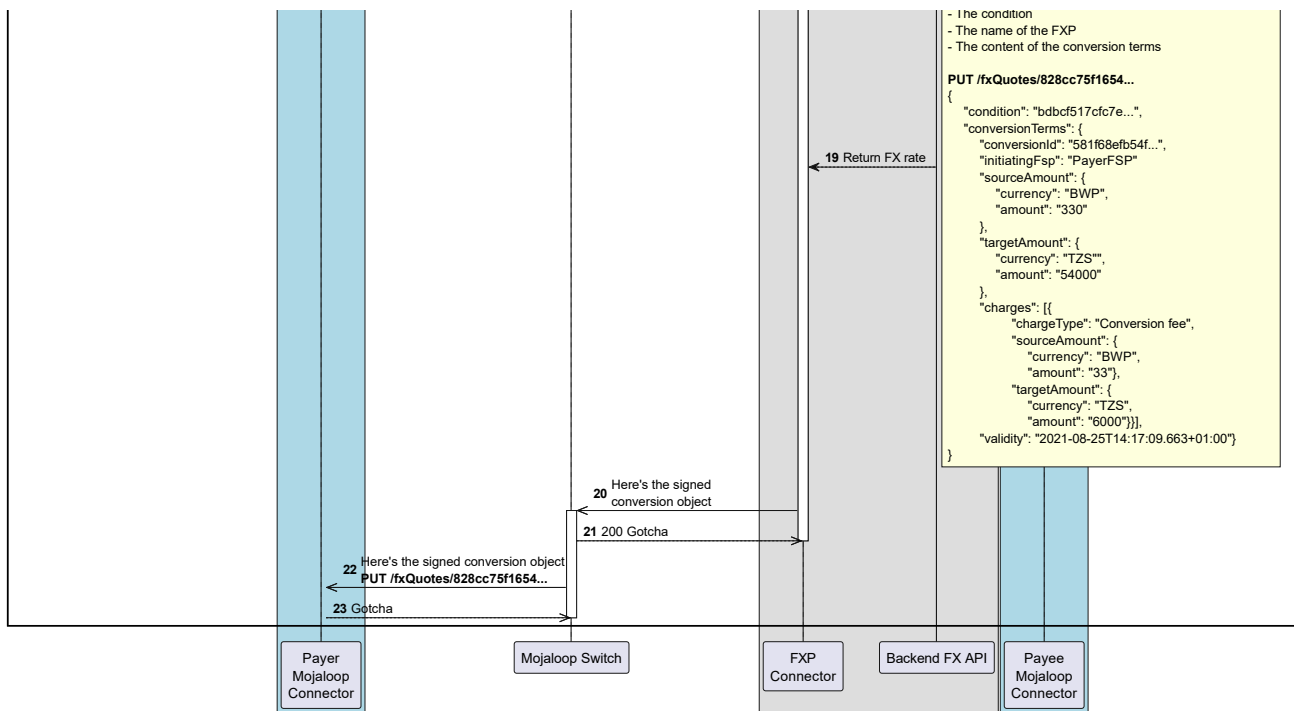 - The condition
- The name of the FXP
- The content of the conversion terms
PUT /fxQuotes/828cc75f1654...
{
"condition": "bdbcf517cfc7e...",
"conversionTerms": {
"conversionId": "581f68efb54f...",
"initiatingFsp": "PayerFSP"
"sourceAmount": {
"currency": "BWP",
"amount": "330"
},
"targetAmount": {
"currency": "TZS"",
"amount": "54000"
},
"charges": [{
"chargeType": "Conversion fee",
"sourceAmount": {
"currency": "BWP",
"amount": "33"},
"targetAmount": {
"currency": "TZS",
"amount": "6000"}}],
"validity": "2021-08-25T14:17:09.663+01:00"}
}
19 Return FX rate
20 Here's the signed
conversion object
21 200 Gotcha
22 Here's the signed conversion object
PUT /fxQuotes/828cc75f1654...
23 Gotcha
Payer
Mojaloop
Connector
Mojaloop Switch
FXP
Connector
Backend FX API
Payee
Mojaloop
Connector